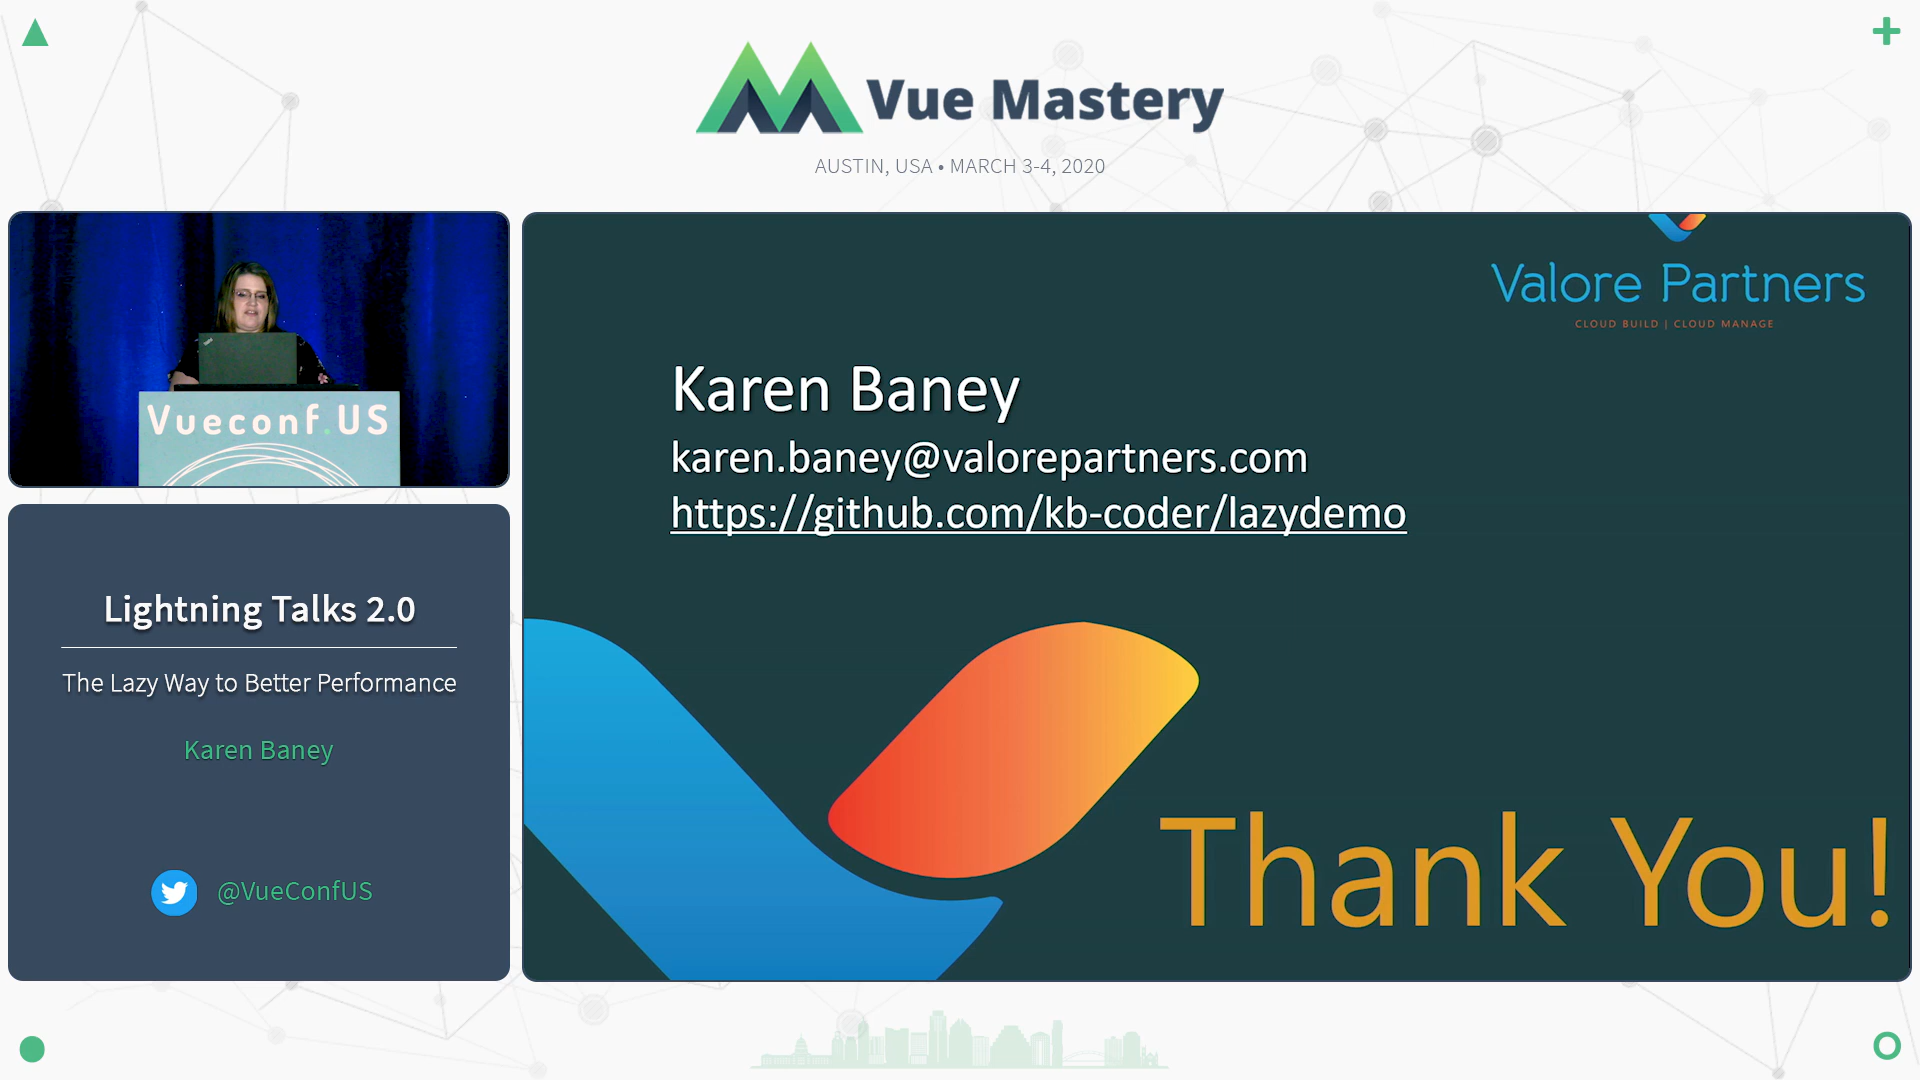 Vue Mastery
AUSTIN, USA • MARCH 3-4, 2020
Vueconf.US
Lightning Talks 2.0
The Lazy Way to Better Performance
Karen Baney
@VueConfUS
Valore Partners
CLOUD BUILD | CLOUD MANAGE
Karen Baney
karen.baney@valorepartners.com
https://github.com/kb-coder/lazydemo
Thank You!